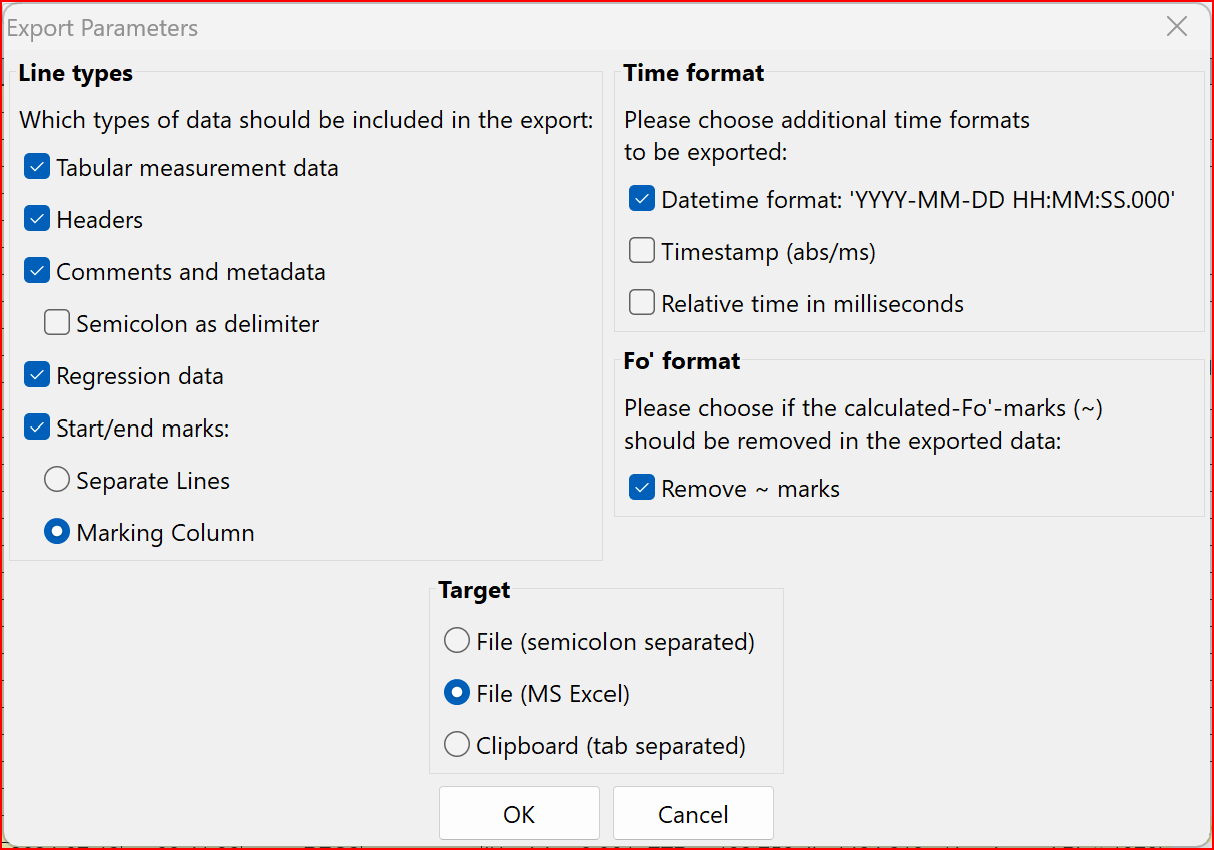 Export Parameters
Line types
Which types of data should be included in the export:
Tabular measurement data
Headers
Comments and metadata
Semicolon as delimiter
Regression data
Start/end marks:
Separate Lines
Marking Column
Time format
Please choose additional time formats
to be exported:
Datetime format: 'YYYY-MM-DD HH:MM:SS.000'
Timestamp (abs/ms)
Relative time in milliseconds
Fo' format
Please choose if the calculated-Fo'-marks (~)
should be removed in the exported data:
Remove ~ marks
Target
File (semicolon separated)
File (MS Excel)
Clipboard (tab separated)
OK
Cancel